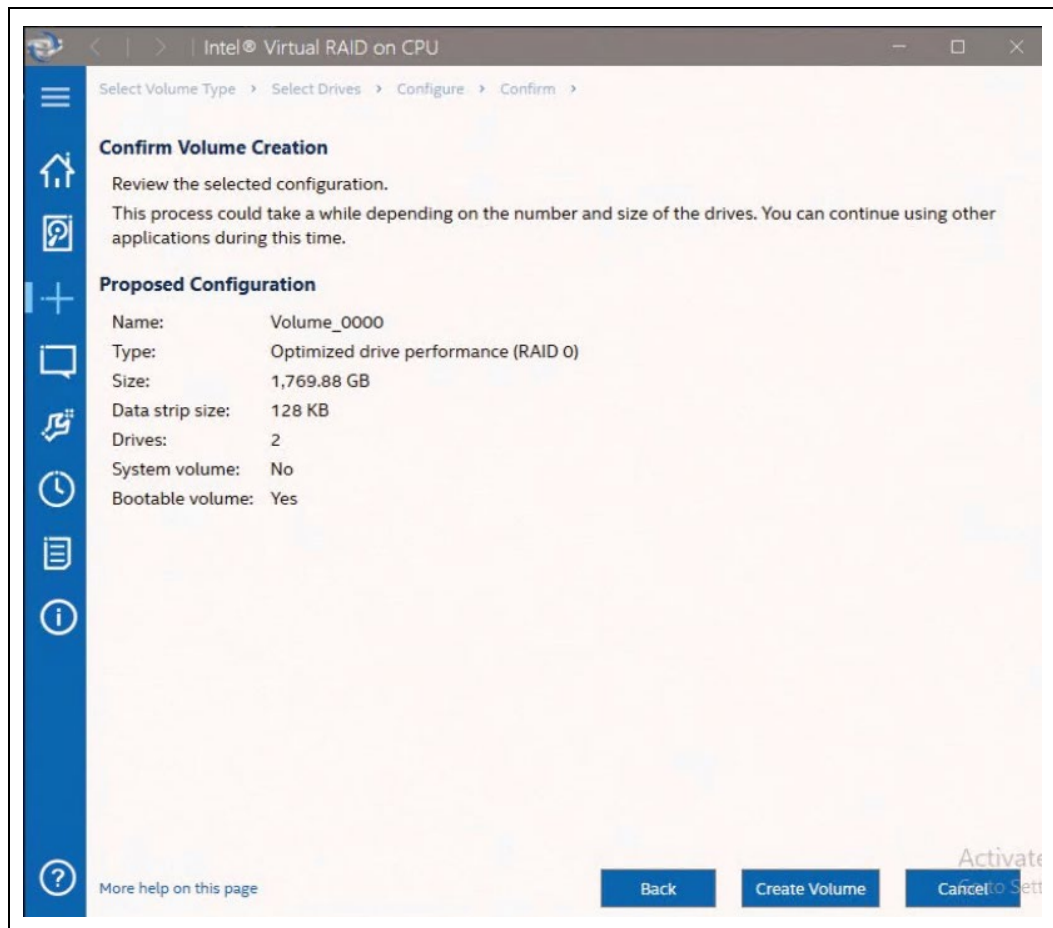 Intel® Virtual RAID on CPU
Select Volume Type > Select Drives > Configure > Confirm >
Confirm Volume Creation
Review the selected configuration.
This process could take a while depending on the number and size of the drives. You can continue using other
applications during this time.
Proposed Configuration
Name: Volume_0000
Type: Optimized drive performance (RAID 0)
Size: 1,769.88 GB
Data strip size: 128 KB
Drives: 2
System volume: No
Bootable volume: Yes
Activate
More help on this page Back Create Volume Cancel to Sett